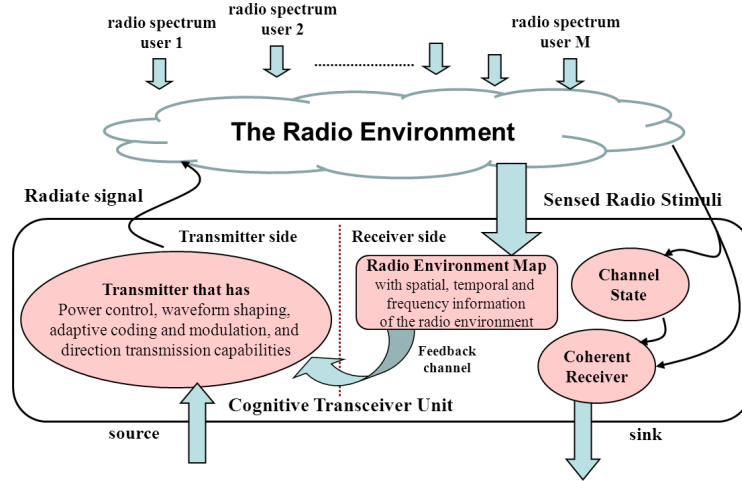 radio spectrum
user 1
radio spectrum
user 2
radio spectrum
user M
The Radio Environment
Radiate signal
Sensed Radio Stimuli
Transmitter side
Receiver side
Transmitter that has
Power control, waveform shaping,
adaptive coding and modulation, and
direction transmission capabilities
Radio Environment Map
with spatial, temporal and
frequency information
of the radio environment
Channel
State
Feedback
channel
Coherent
Receiver
Cognitive Transceiver Unit
source
sink